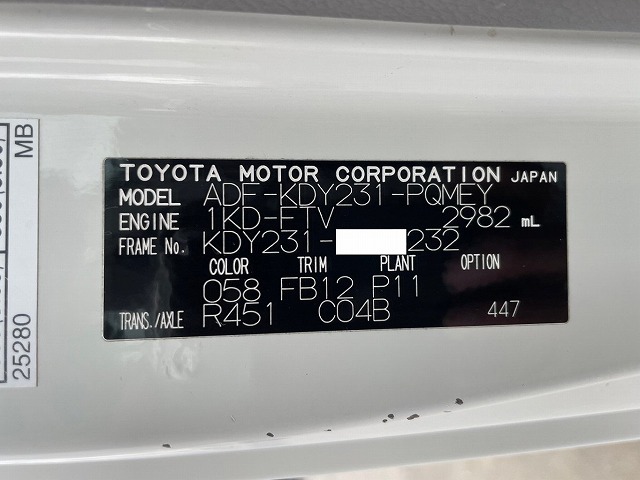 TOYOTA MOTOR CORPORATION JAPAN
MODEL ADF-KDY231-PQMEY
ENGINE 1KD-FTV 2982 mL
FRAME No. KDY231- 232
COLOR TRIM PLANT OPTION
058 FB12 P11
TRANS./AXLE R451 C04B 447
MB
25280